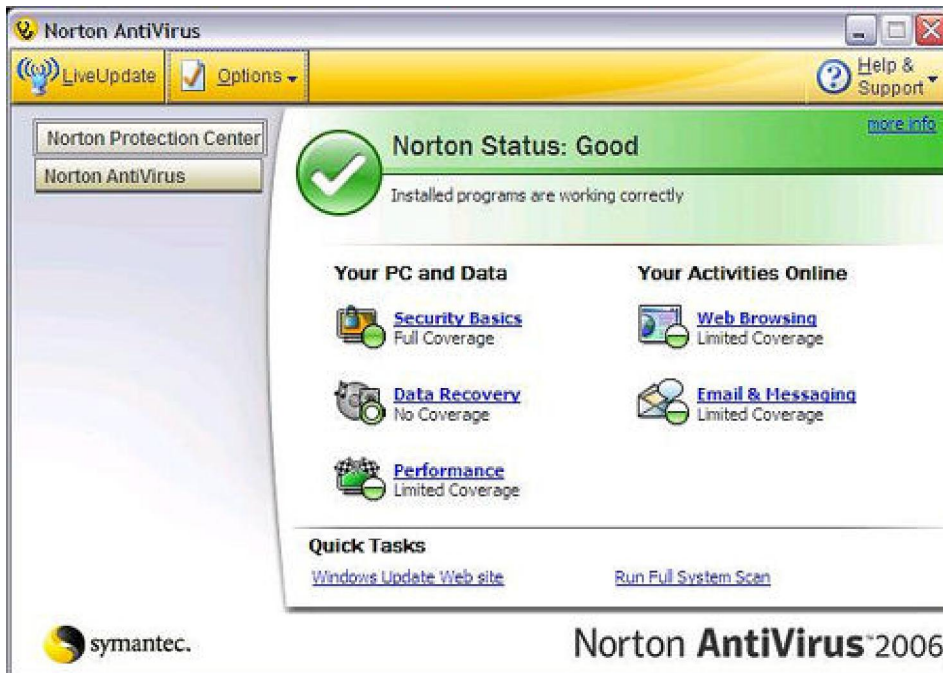 Norton AntiVirus
LiveUpdate
Options
Help &
Support
Norton Protection Center
Norton AntiVirus
Norton Status: Good
more info
Installed programs are working correctly
Your PC and Data
Security Basics
Full Coverage
Data Recovery
No Coverage
Performance
Limited Coverage
Your Activities Online
Web Browsing
Limited Coverage
Email & Messaging
Limited Coverage
Quick Tasks
Windows Update Web site
Run Full System Scan
symantec.
Norton AntiVirus™ 2006